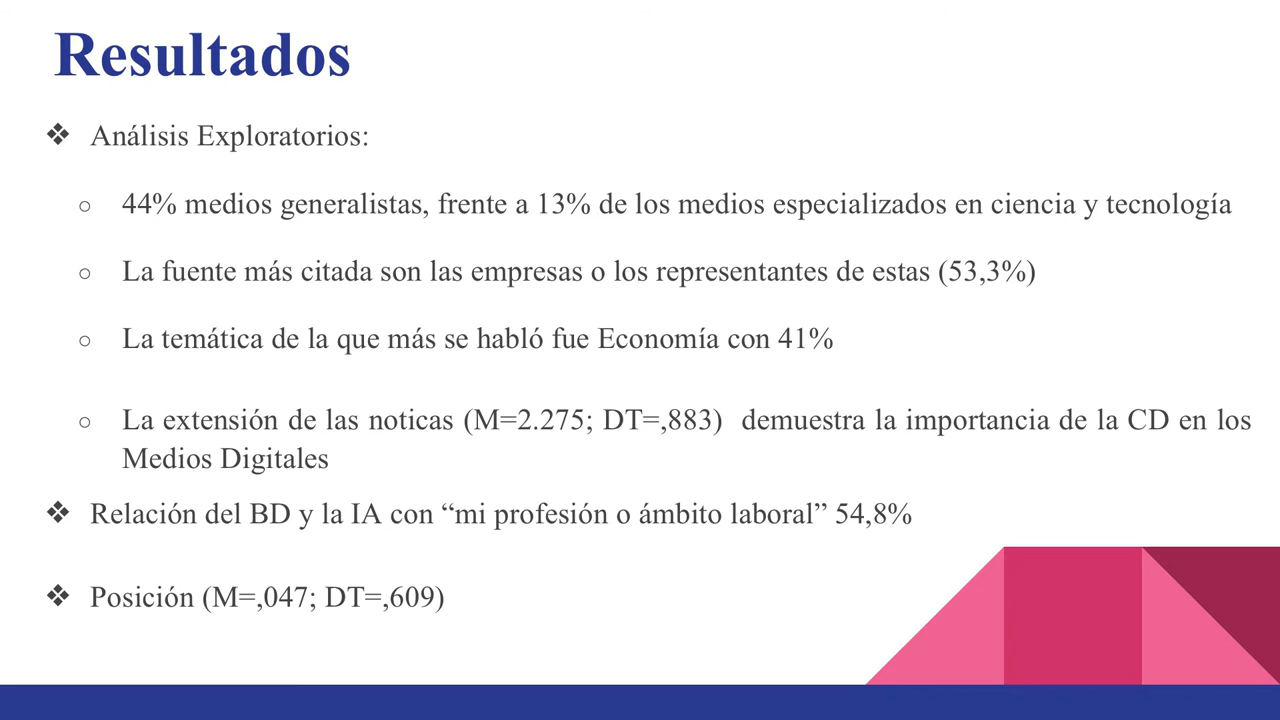 Resultados
❖ Análisis Exploratorios:
○ 44% medios generalistas, frente a 13% de los medios especializados en ciencia y tecnología
○ La fuente más citada son las empresas o los representantes de estas (53,3%)
○ La temática de la que más se habló fue Economía con 41%
○ La extensión de las noticas (M=2.275; DT=,883) demuestra la importancia de la CD en los
Medios Digitales
❖ Relación del BD y la IA con “mi profesión o ámbito laboral” 54,8%
❖ Posición (M=,047; DT=,609)